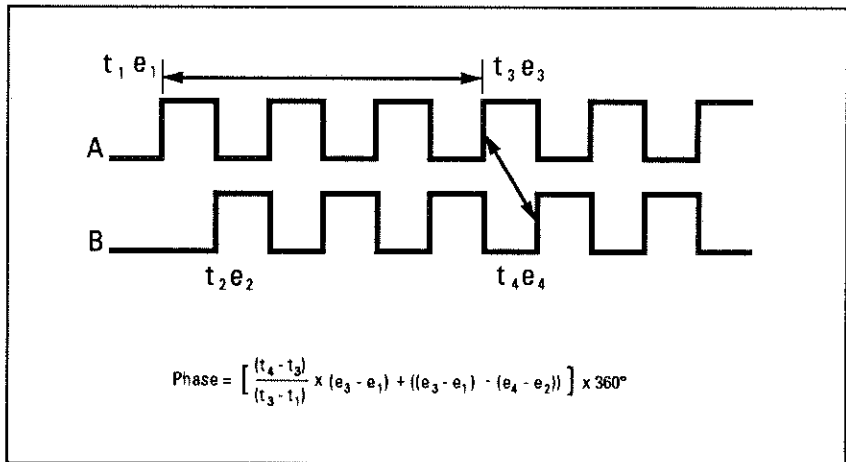 t₁ e₁ t₃ e₃
A
B
t₂ e₂ t₄ e₄
Phase = [ (t₄ - t₃) / (t₃ - t₁) x (e₃ - e₁) + ((e₃ - e₁) - (e₄ - e₂)) ] x 360°